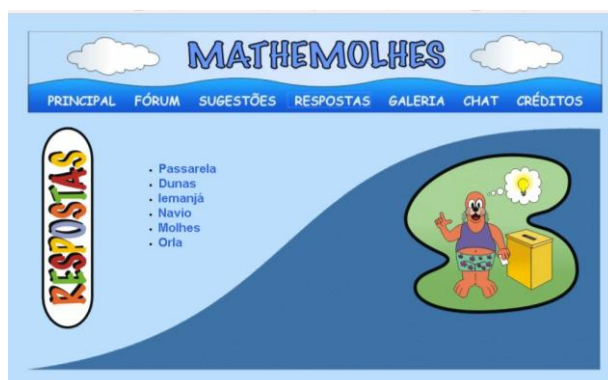 MATHEMOLHES
PRINCIPAL FÓRUM SUGESTÕES RESPOSTAS GALERIA CHAT CRÉDITOS
RESPOSTAS
Passarela
Dunas
Iemanjá
Navio
Molhes
Orla